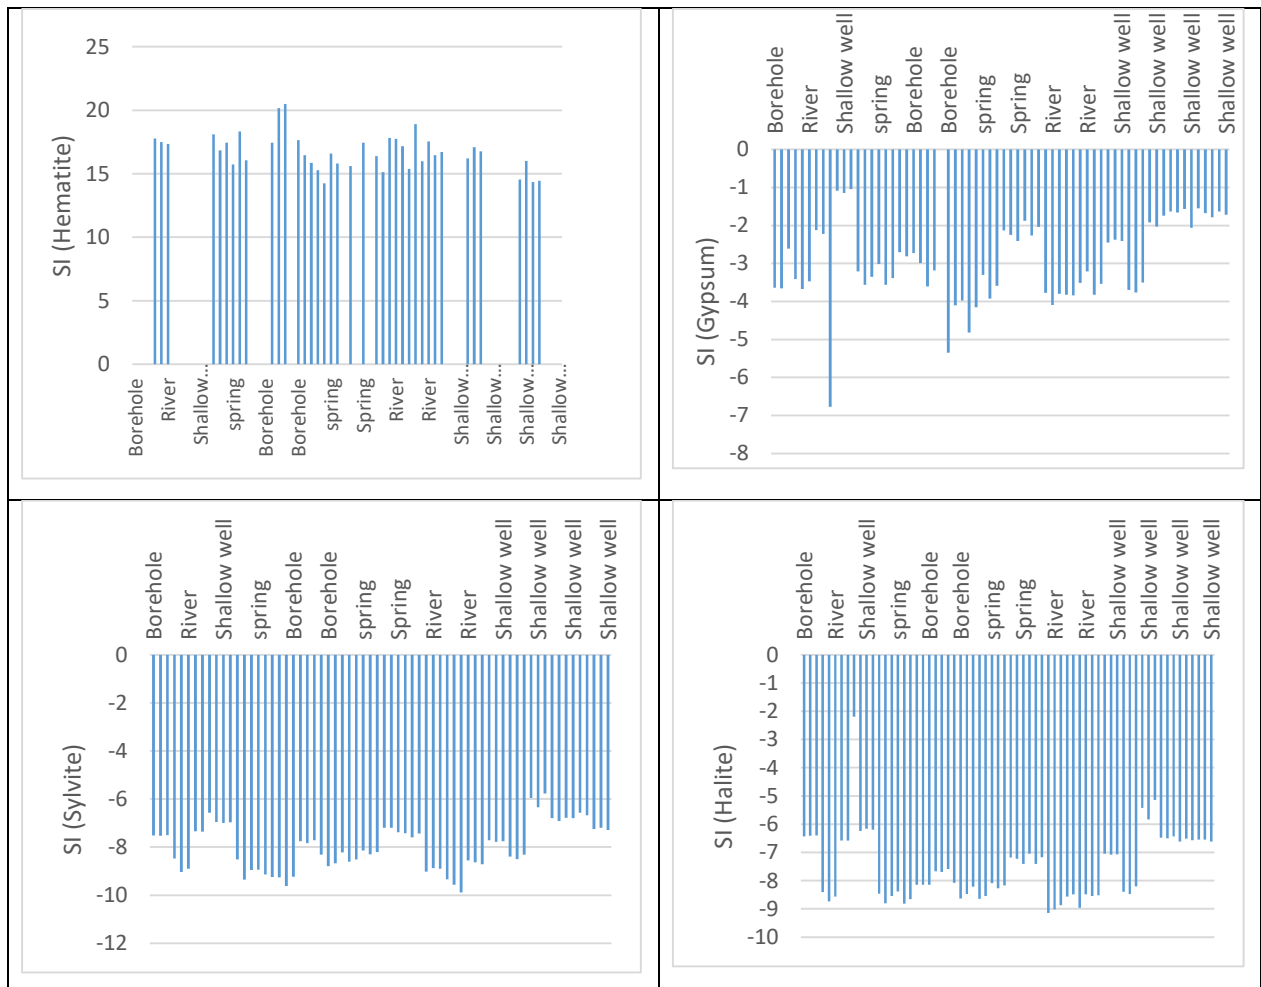 SI (Hematite)
25
20
15
10
5
0
Borehole
River
Shallow...
spring
Borehole
Borehole
spring
Spring
River
River
Shallow...
Shallow...
Shallow...
Shallow...
SI (Gypsum)
Borehole
River
Shallow well
spring
Borehole
Borehole
spring
Spring
River
River
Shallow well
Shallow well
Shallow well
Shallow well
0
-1
-2
-3
-4
-5
-6
-7
-8
SI (Sylvite)
Borehole
River
Shallow well
spring
Borehole
Borehole
spring
Spring
River
River
Shallow well
Shallow well
Shallow well
Shallow well
0
-2
-4
-6
-8
-10
-12
SI (Halite)
Borehole
River
Shallow well
spring
Borehole
Borehole
spring
Spring
River
River
Shallow well
Shallow well
Shallow well
Shallow well
0
-1
-2
-3
-4
-5
-6
-7
-8
-9
-10